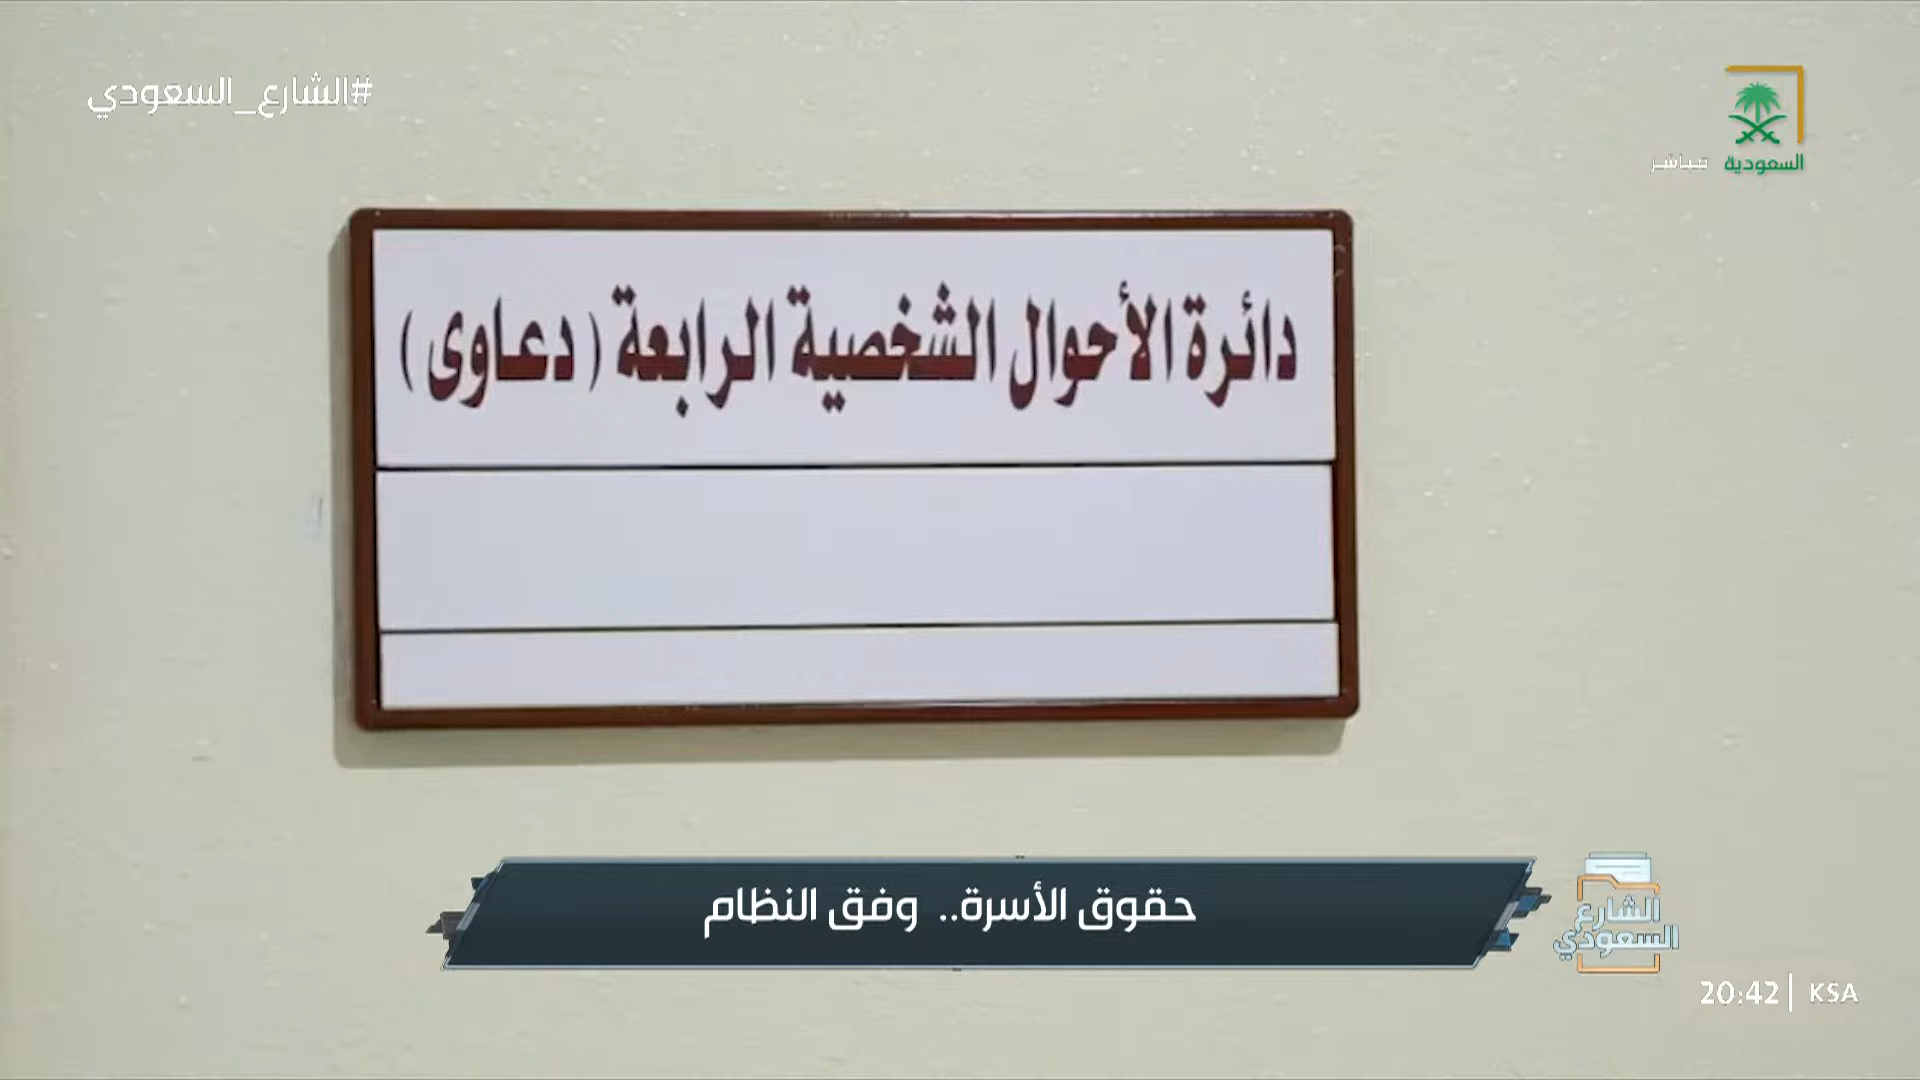 #الشارع_السعودي
السعودية مباشر
دائرة الأحوال الشخصية الرابعة ( دعاوى )
حقوق الأسرة.. وفق النظام
الشارع
السعودي
20:42 | KSA